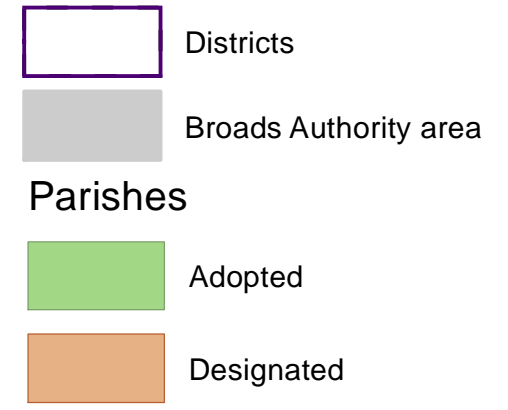 Districts
Broads Authority area
Parishes
Adopted
Designated